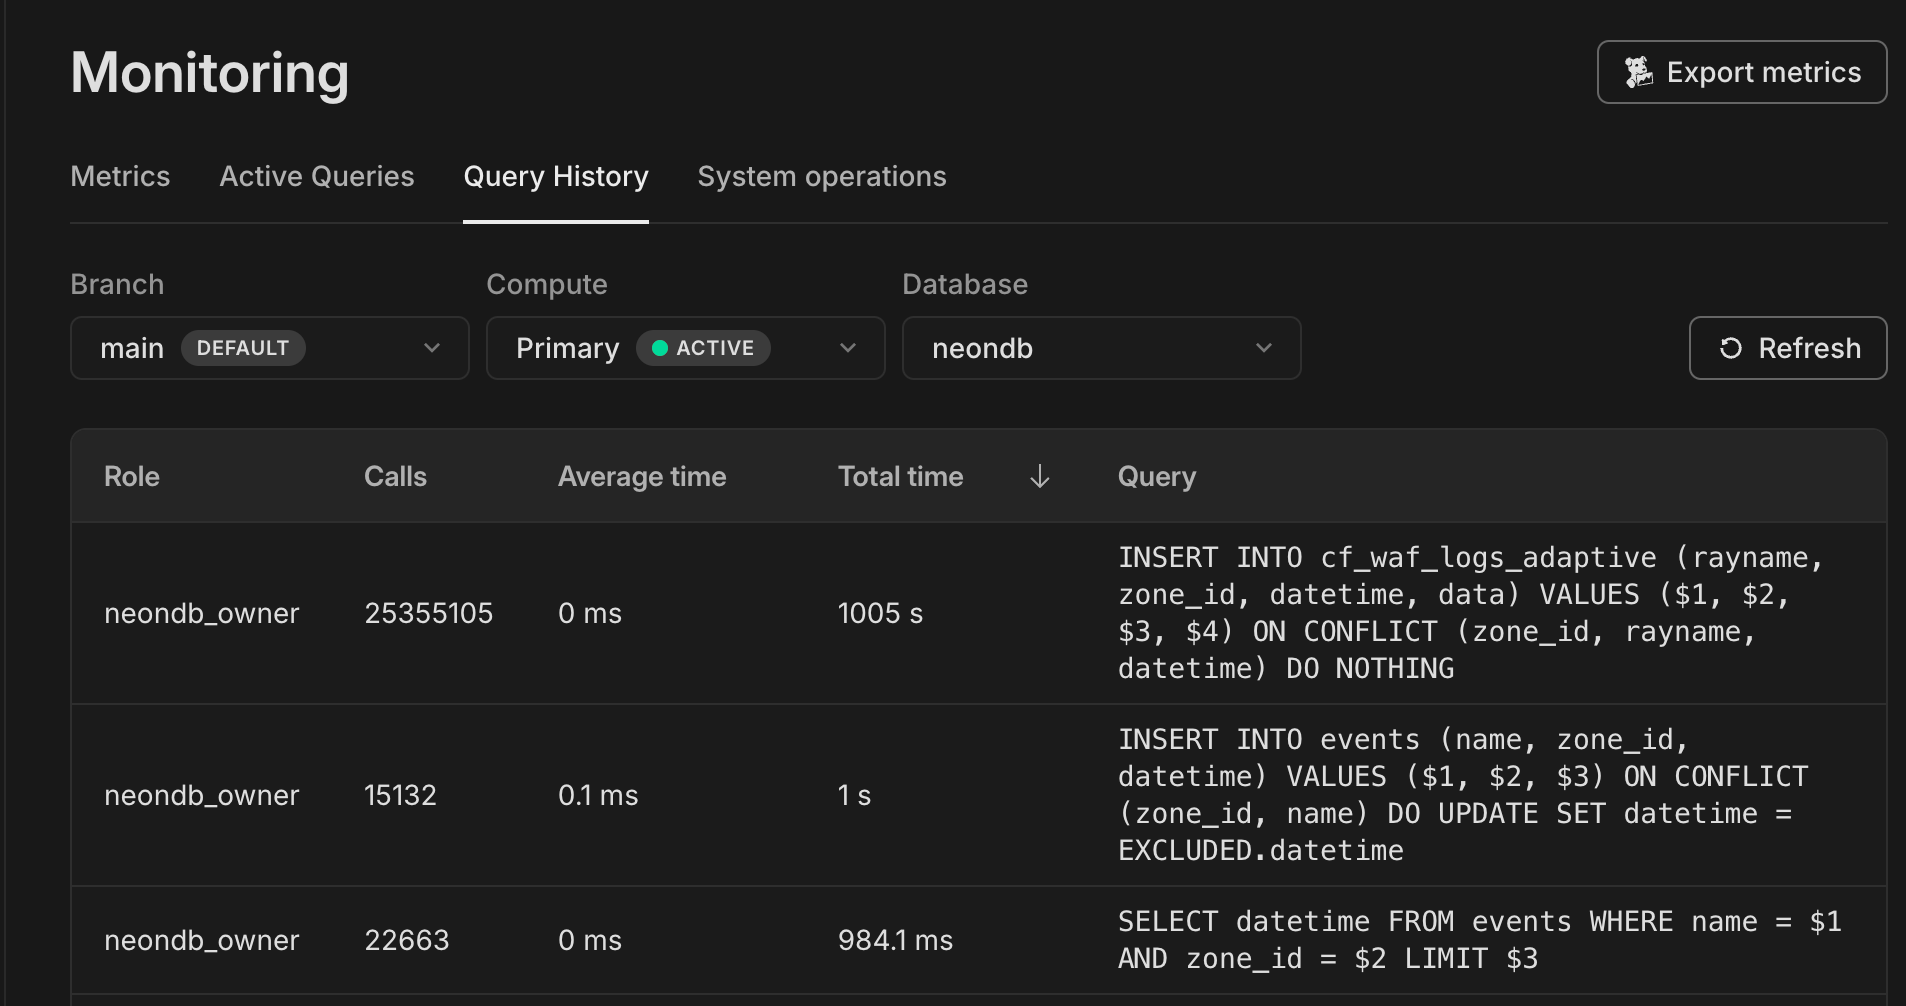 Monitoring
Export metrics
Metrics Active Queries Query History System operations
Branch Compute Database
main DEFAULT Primary ACTIVE neondb Refresh
Role Calls Average time Total time Query
neondb_owner 25355105 0 ms 1005 s
INSERT INTO cf_waf_logs_adaptive (rayname,
zone_id, datetime, data) VALUES ($1, $2,
$3, $4) ON CONFLICT (zone_id, rayname,
datetime) DO NOTHING
neondb_owner 15132 0.1 ms 1 s
INSERT INTO events (name, zone_id,
datetime) VALUES ($1, $2, $3) ON CONFLICT
(zone_id, name) DO UPDATE SET datetime =
EXCLUDED.datetime
neondb_owner 22663 0 ms 984.1 ms
SELECT datetime FROM events WHERE name = $1
AND zone_id = $2 LIMIT $3